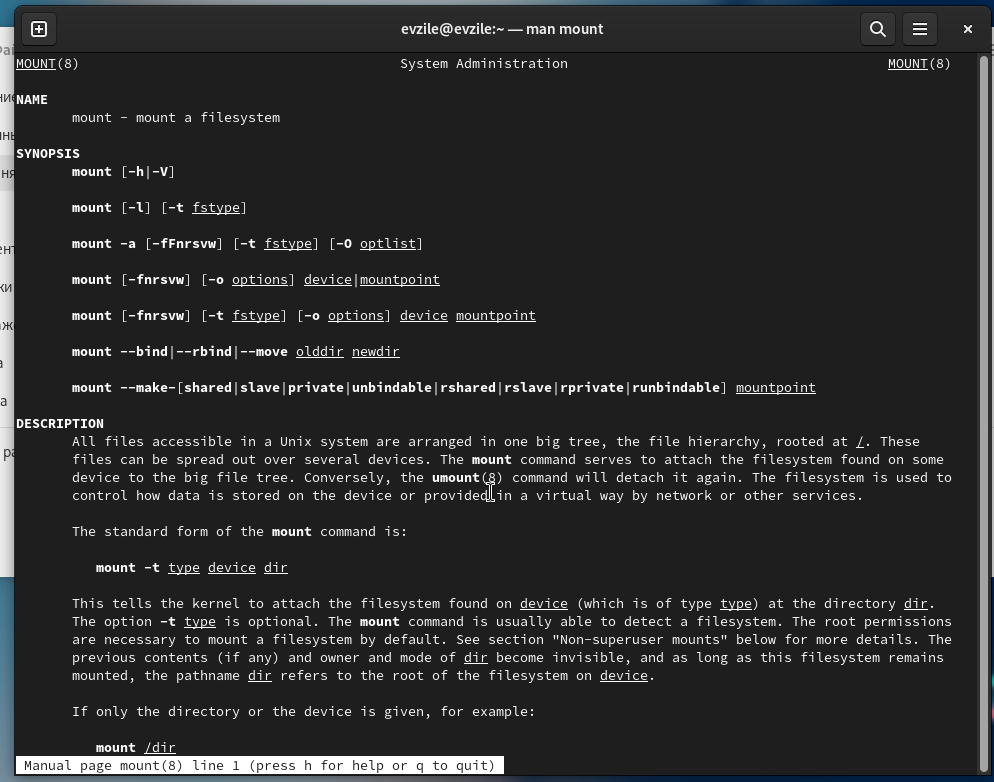 evzile@evzile:~ — man mount
MOUNT(8) System Administration MOUNT(8)
NAME
mount - mount a filesystem
SYNOPSIS
mount [-h|-V]
mount [-l] [-t fstype]
mount -a [-fFnrsvw] [-t fstype] [-O optlist]
mount [-fnrsvw] [-o options] device|mountpoint
mount [-fnrsvw] [-t fstype] [-o options] device mountpoint
mount --bind|--rbind|--move olddir newdir
mount --make-[shared|slave|private|unbindable|rshared|rslave|rprivate|runbindable] mountpoint
DESCRIPTION
All files accessible in a Unix system are arranged in one big tree, the file hierarchy, rooted at /. These
files can be spread out over several devices. The mount command serves to attach the filesystem found on some
device to the big file tree. Conversely, the umount(8) command will detach it again. The filesystem is used to
control how data is stored on the device or provided in a virtual way by network or other services.
The standard form of the mount command is:
mount -t type device dir
This tells the kernel to attach the filesystem found on device (which is of type type) at the directory dir.
The option -t type is optional. The mount command is usually able to detect a filesystem. The root permissions
are necessary to mount a filesystem by default. See section "Non-superuser mounts" below for more details. The
previous contents (if any) and owner and mode of dir become invisible, and as long as this filesystem remains
mounted, the pathname dir refers to the root of the filesystem on device.
If only the directory or the device is given, for example:
mount /dir
Manual page mount(8) line 1 (press h for help or q to quit)